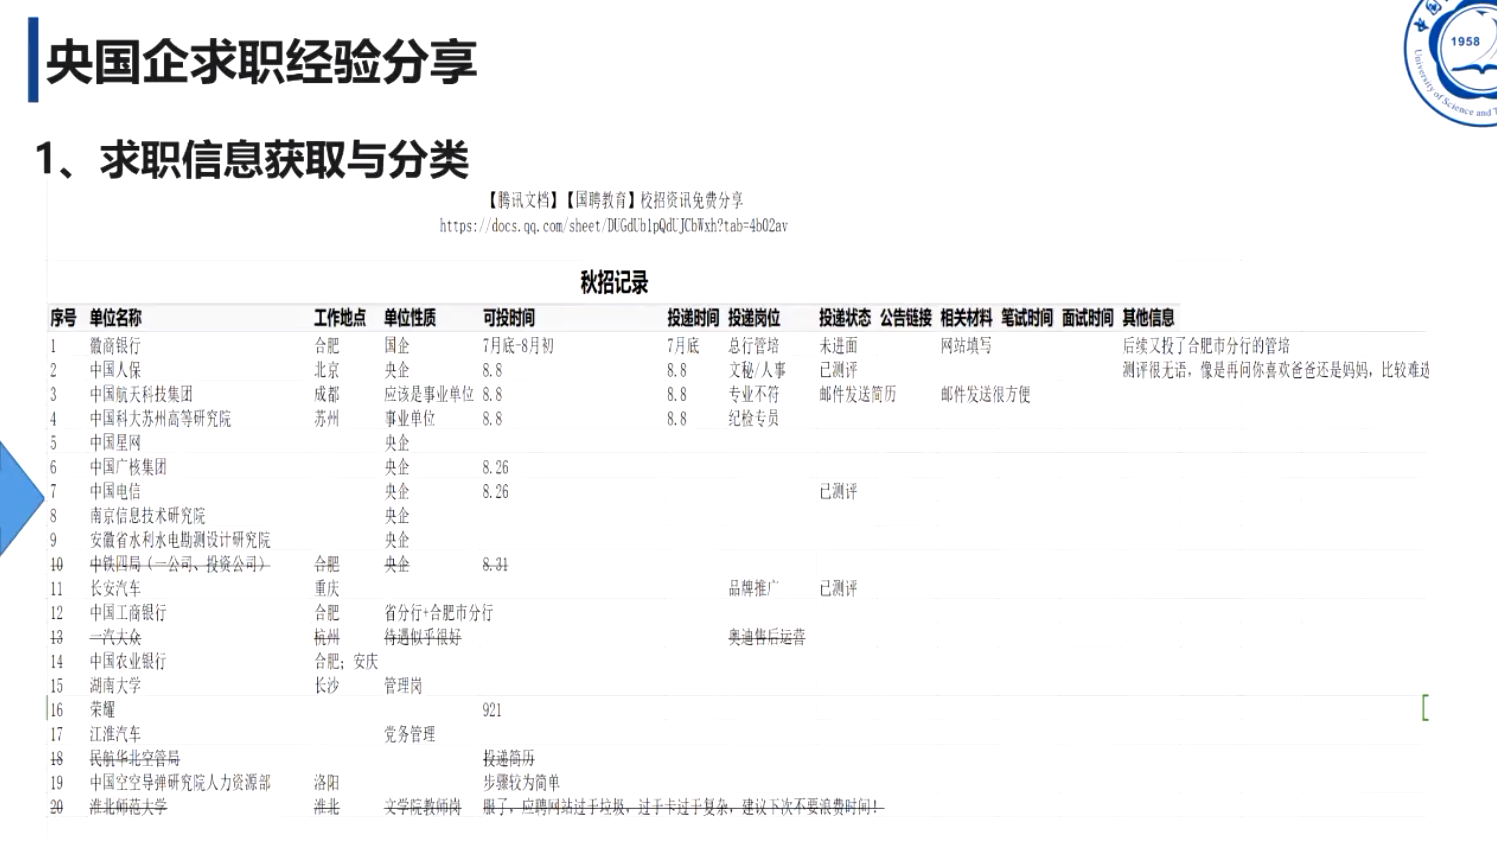 央国企求职经验分享
1958
University of Science and T
1、求职信息获取与分类
【腾讯文档】【国聘教育】校招资讯免费分享
https://docs.qq.com/sheet/DUGdUb1pQdUJCbWxh?tab=4b02av
秋招记录
序号 单位名称 工作地点 单位性质 可投时间 投递时间 投递岗位 投递状态 公告链接 相关材料 笔试时间 面试时间 其他信息
1 徽商银行 合肥 国企 7月底-8月初 7月底 总行管培 未进面 网站填写 后续又投了合肥市分行的管培
2 中国人保 北京 央企 8.8 8.8 文秘/人事 已测评 测评很无语，像是再问你喜欢爸爸还是妈妈，比较难选
3 中国航天科技集团 成都 应该是事业单位 8.8 8.8 专业不符 邮件发送简历 邮件发送很方便
4 中国科大苏州高等研究院 苏州 事业单位 8.8 8.8 纪检专员
5 中国星网 央企
6 中国广核集团 央企 8.26
7 中国电信 央企 8.26 已测评
8 南京信息技术研究院 央企
9 安徽省水利水电勘测设计研究院 央企
10 中铁四局（一公司、投资公司） 合肥 央企 8.31
11 长安汽车 重庆 品牌推广 已测评
12 中国工商银行 合肥 省分行+合肥市分行
13 一汽大众 杭州 待遇似乎很好 奥迪售后运营
14 中国农业银行 合肥；安庆
15 湖南大学 长沙 管理岗
16 荣耀 921
17 江淮汽车 党务管理
18 民航华北空管局 投递简历
19 中国空空导弹研究院人力资源部 洛阳 步骤较为简单
20 淮北师范大学 淮北 文学院教师岗 服了，应聘网站过于垃圾，过于卡过于复杂，建议下次不要浪费时间！